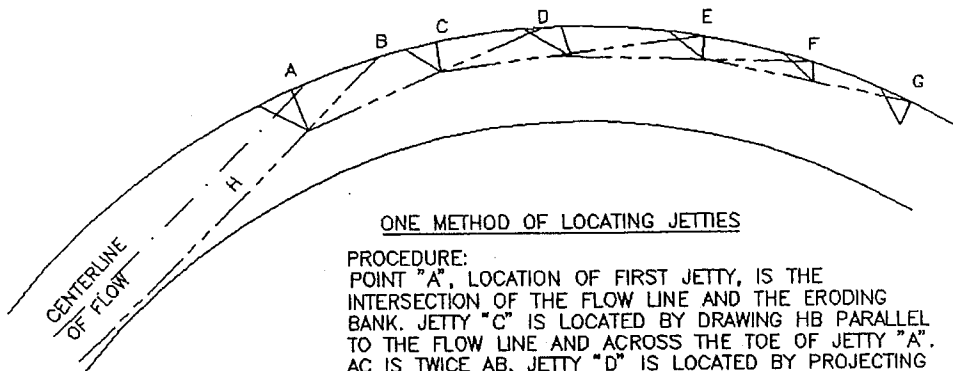 A
B
C
D
E
F
G
H
CENTERLINE
OF FLOW
ONE METHOD OF LOCATING JETTIES
PROCEDURE:
POINT "A", LOCATION OF FIRST JETTY, IS THE
INTERSECTION OF THE FLOW LINE AND THE ERODING
BANK. JETTY "C" IS LOCATED BY DRAWING HB PARALLEL
TO THE FLOW LINE AND ACROSS THE TOE OF JETTY "A".
AC IS TWICE AB. JETTY "D" IS LOCATED BY PROJECTING